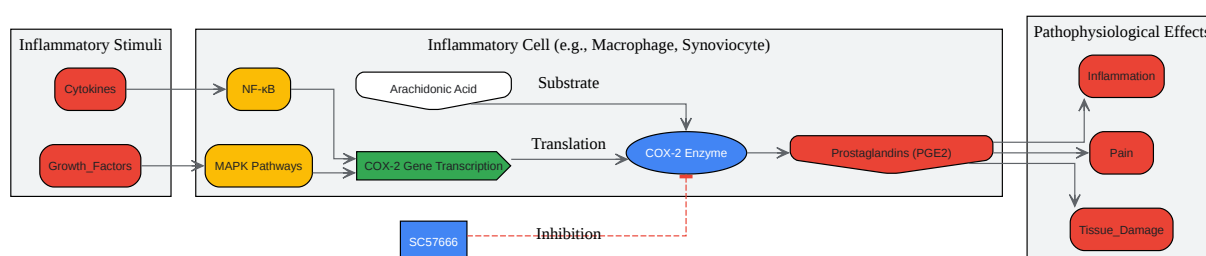 Inflammatory Stimuli
Cytokines
Growth_Factors
Inflammatory Cell (e.g., Macrophage, Synoviocyte)
NF-κB
MAPK Pathways
Arachidonic Acid
Substrate
COX-2 Gene Transcription
Translation
COX-2 Enzyme
Prostaglandins (PGE2)
SC57666
Inhibition
Pathophysiological Effects
Inflammation
Pain
Tissue_Damage